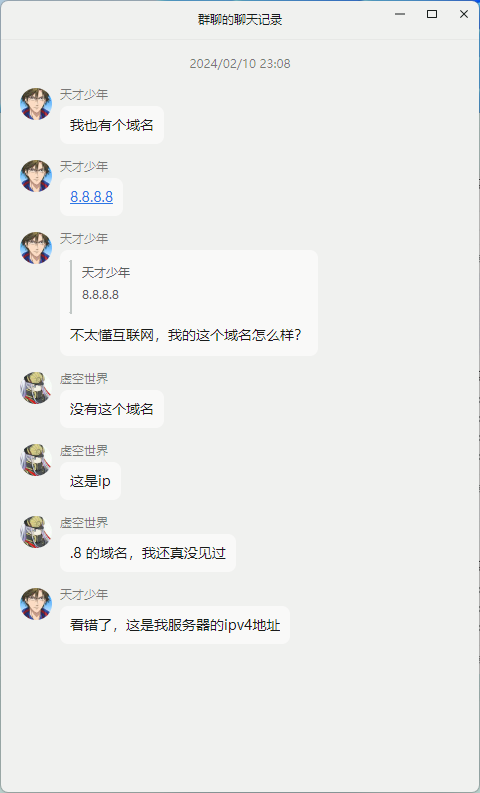 群聊的聊天记录
2024/02/10 23:08
天才少年
我也有个域名
天才少年
8.8.8.8
天才少年
天才少年
8.8.8.8
不太懂互联网，我的这个域名怎么样?
虚空世界
没有这个域名
虚空世界
这是ip
虚空世界
.8 的域名，我还真没见过
天才少年
看错了，这是我服务器的ipv4地址